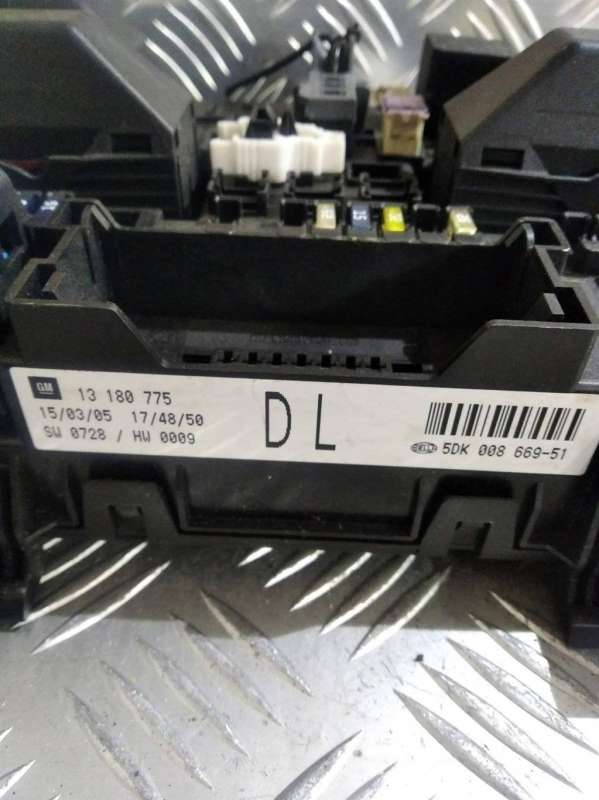 GM 13 180 775
15/03/05 17/48/50
SW 0728 / HW 0009
D L
HELLA 5DK 008 669-51